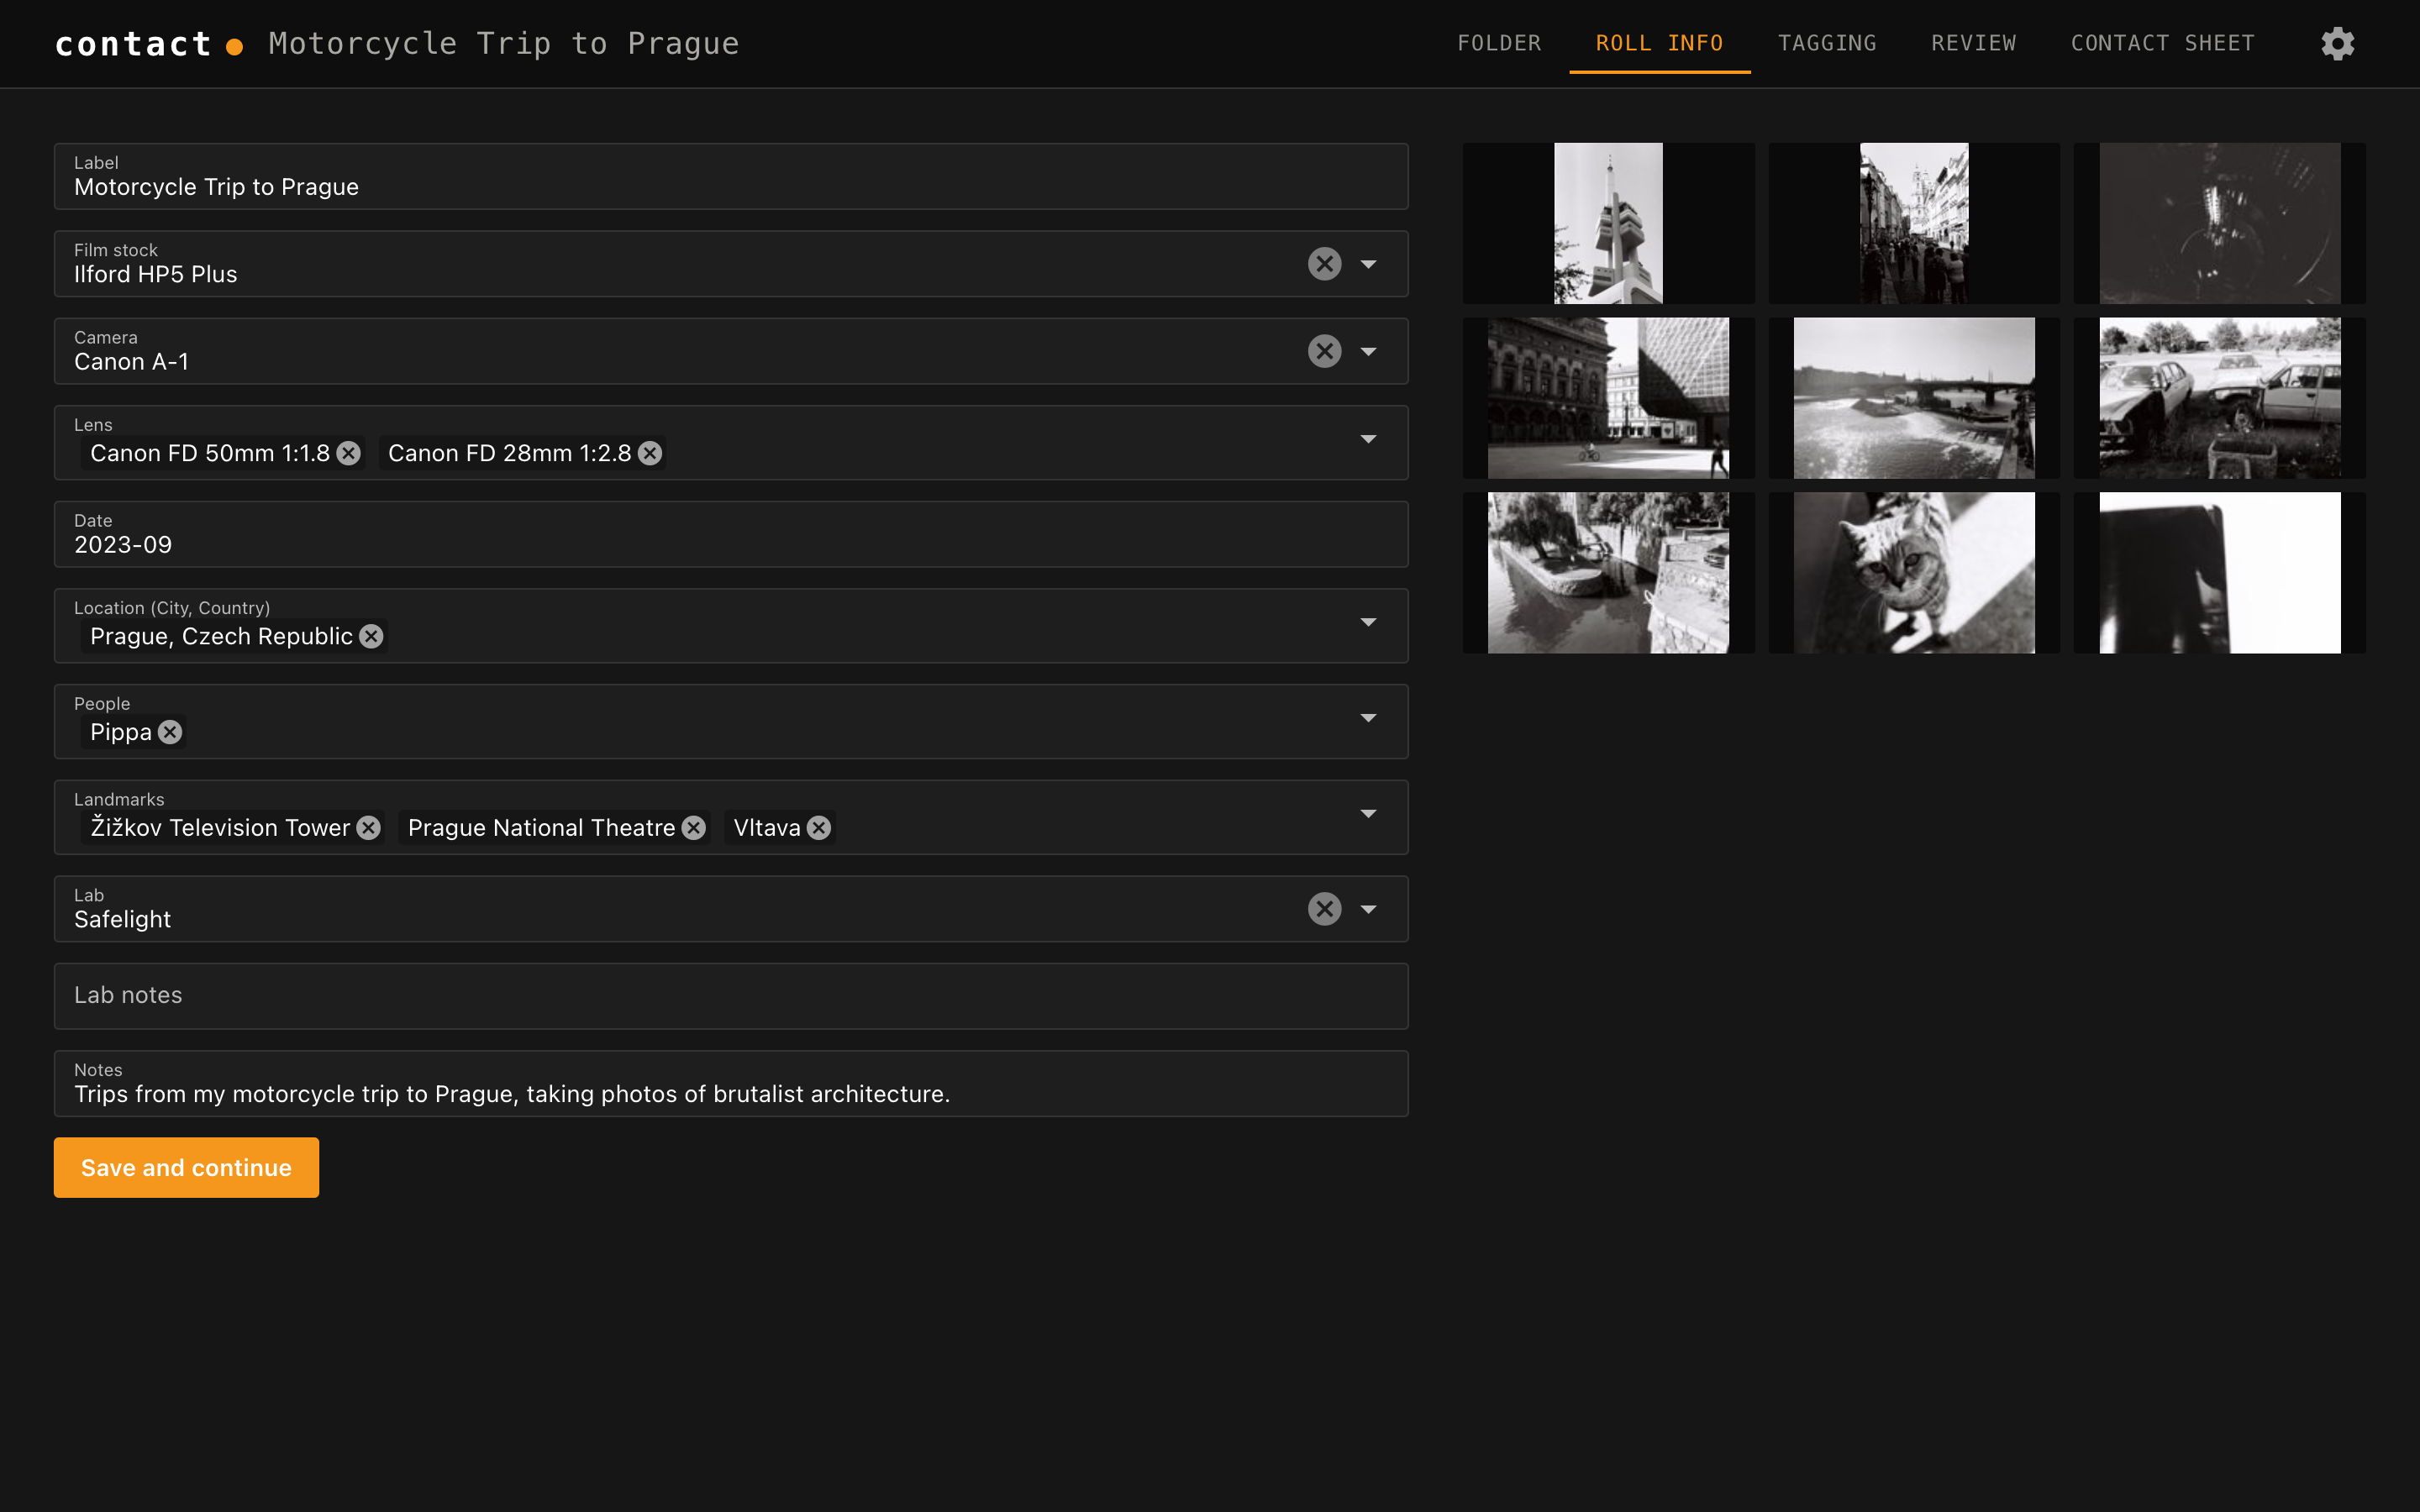 contact Motorcycle Trip to Prague
FOLDER ROLL INFO TAGGING REVIEW CONTACT SHEET
Label
Motorcycle Trip to Prague
Film stock
Ilford HP5 Plus
Camera
Canon A-1
Lens
Canon FD 50mm 1:1.8 Canon FD 28mm 1:2.8
Date
2023-09
Location (City, Country)
Prague, Czech Republic
People
Pippa
Landmarks
Žižkov Television Tower Prague National Theatre Vltava
Lab
Safelight
Lab notes
Notes
Trips from my motorcycle trip to Prague, taking photos of brutalist architecture.
Save and continue